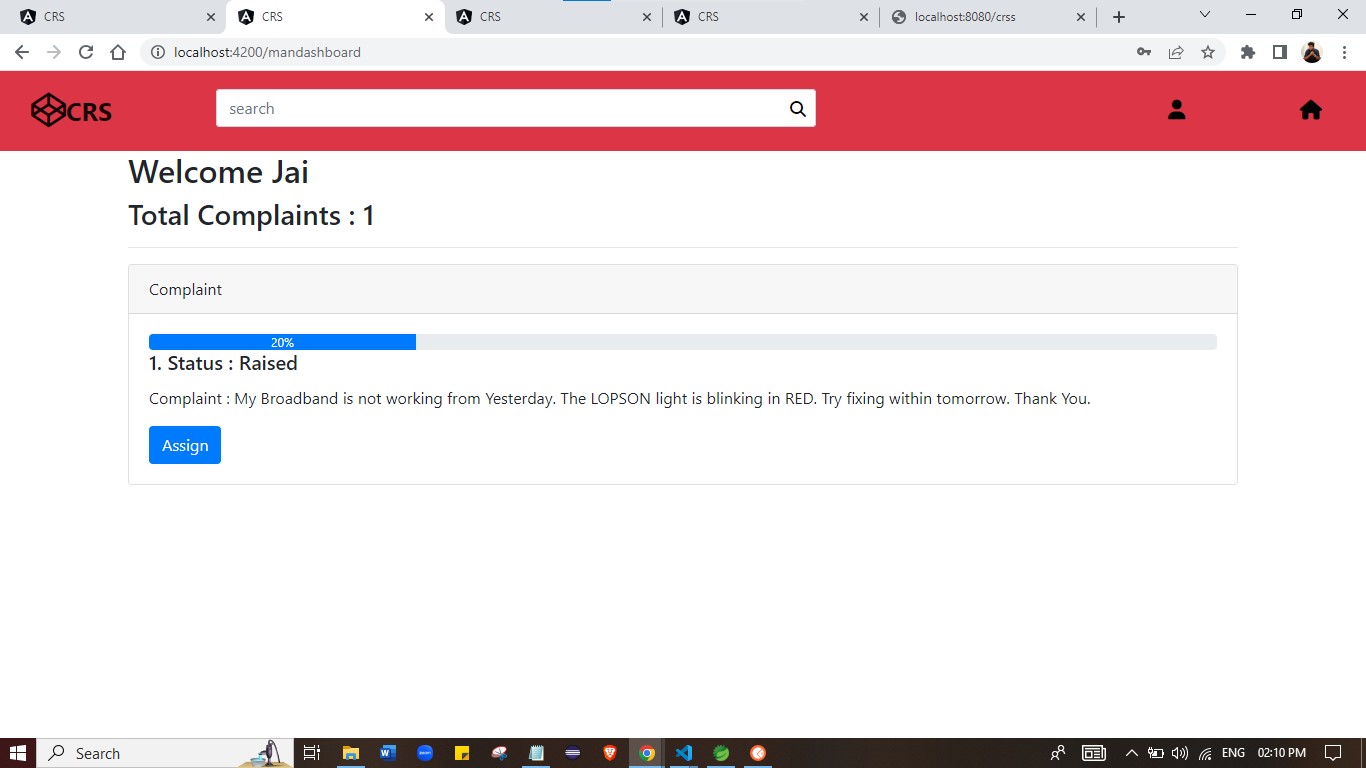 CRS
CRS
CRS
CRS
localhost:8080/crss
localhost:4200/mandashboard
CRS
search
Welcome Jai
Total Complaints : 1
Complaint
20%
1. Status : Raised
Complaint : My Broadband is not working from Yesterday. The LOPSON light is blinking in RED. Try fixing within tomorrow. Thank You.
Assign
Search
ENG
02:10 PM